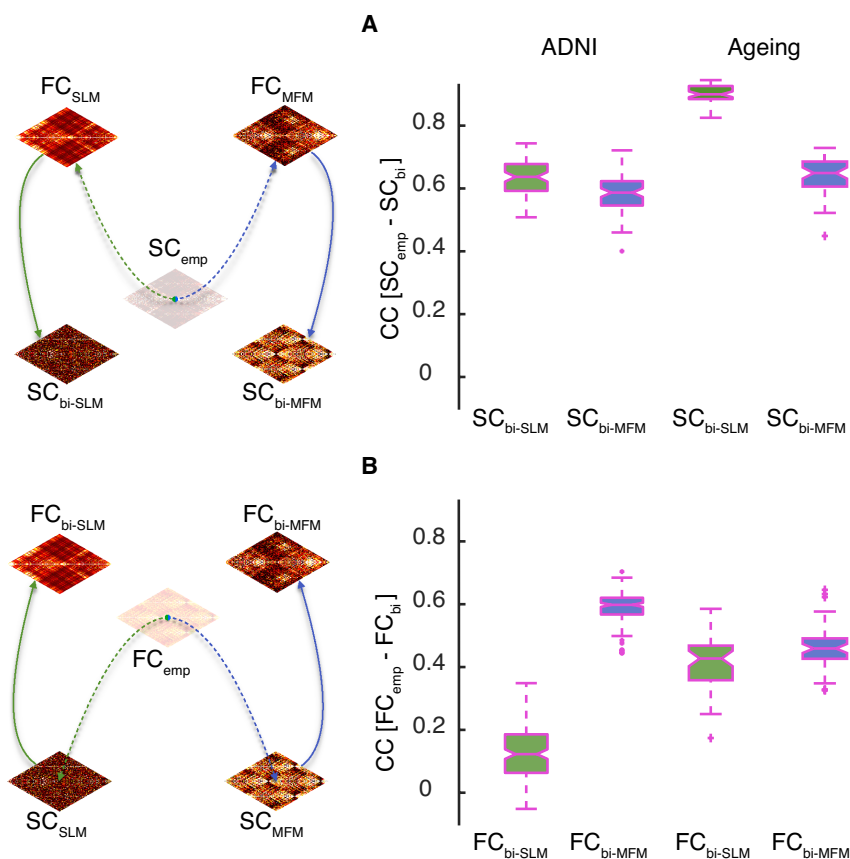 A
ADNI Ageing
FC_SLM FC_MFM
SC_emp
SC_bi-SLM SC_bi-MFM
CC [SC_emp - SC_bi]
0.8
0.6
0.4
0.2
0
SC_bi-SLM SC_bi-MFM SC_bi-SLM SC_bi-MFM
B
FC_bi-SLM FC_bi-MFM
FC_emp
SC_SLM SC_MFM
CC [FC_emp - FC_bi]
0.8
0.6
0.4
0.2
0
FC_bi-SLM FC_bi-MFM FC_bi-SLM FC_bi-MFM